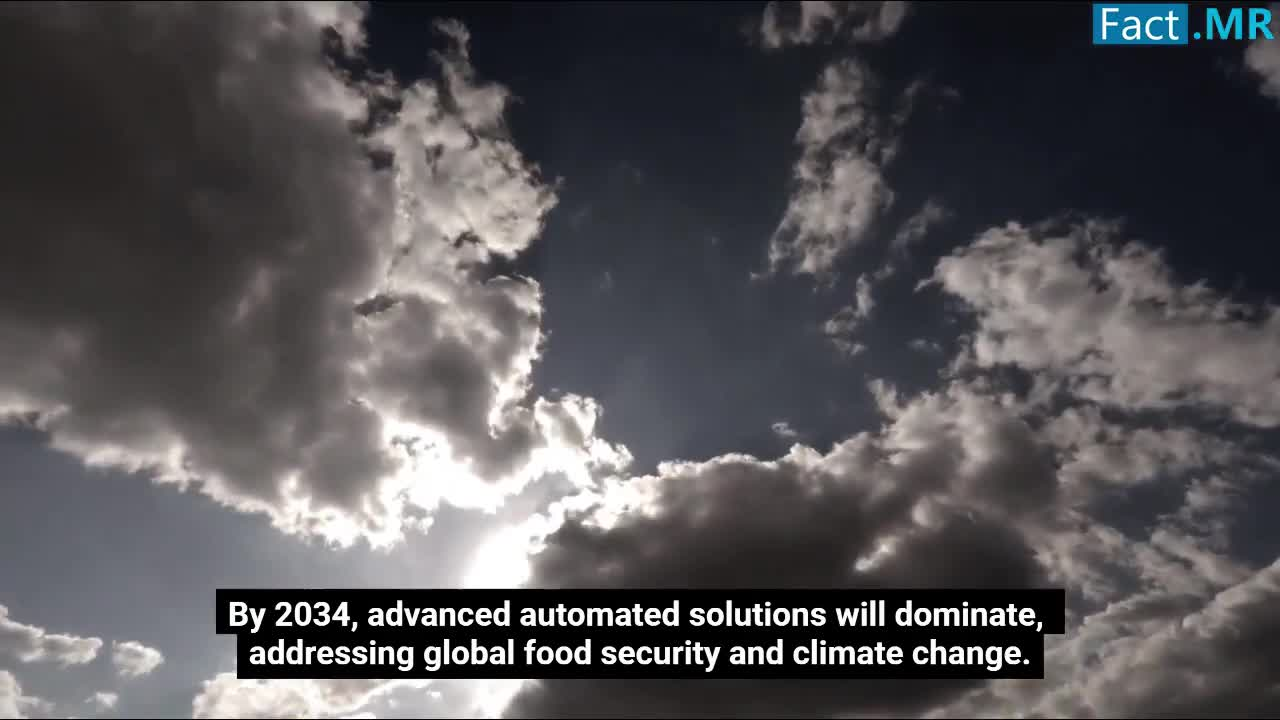 Fact.MR
By 2034, advanced automated solutions will dominate,
addressing global food security and climate change.